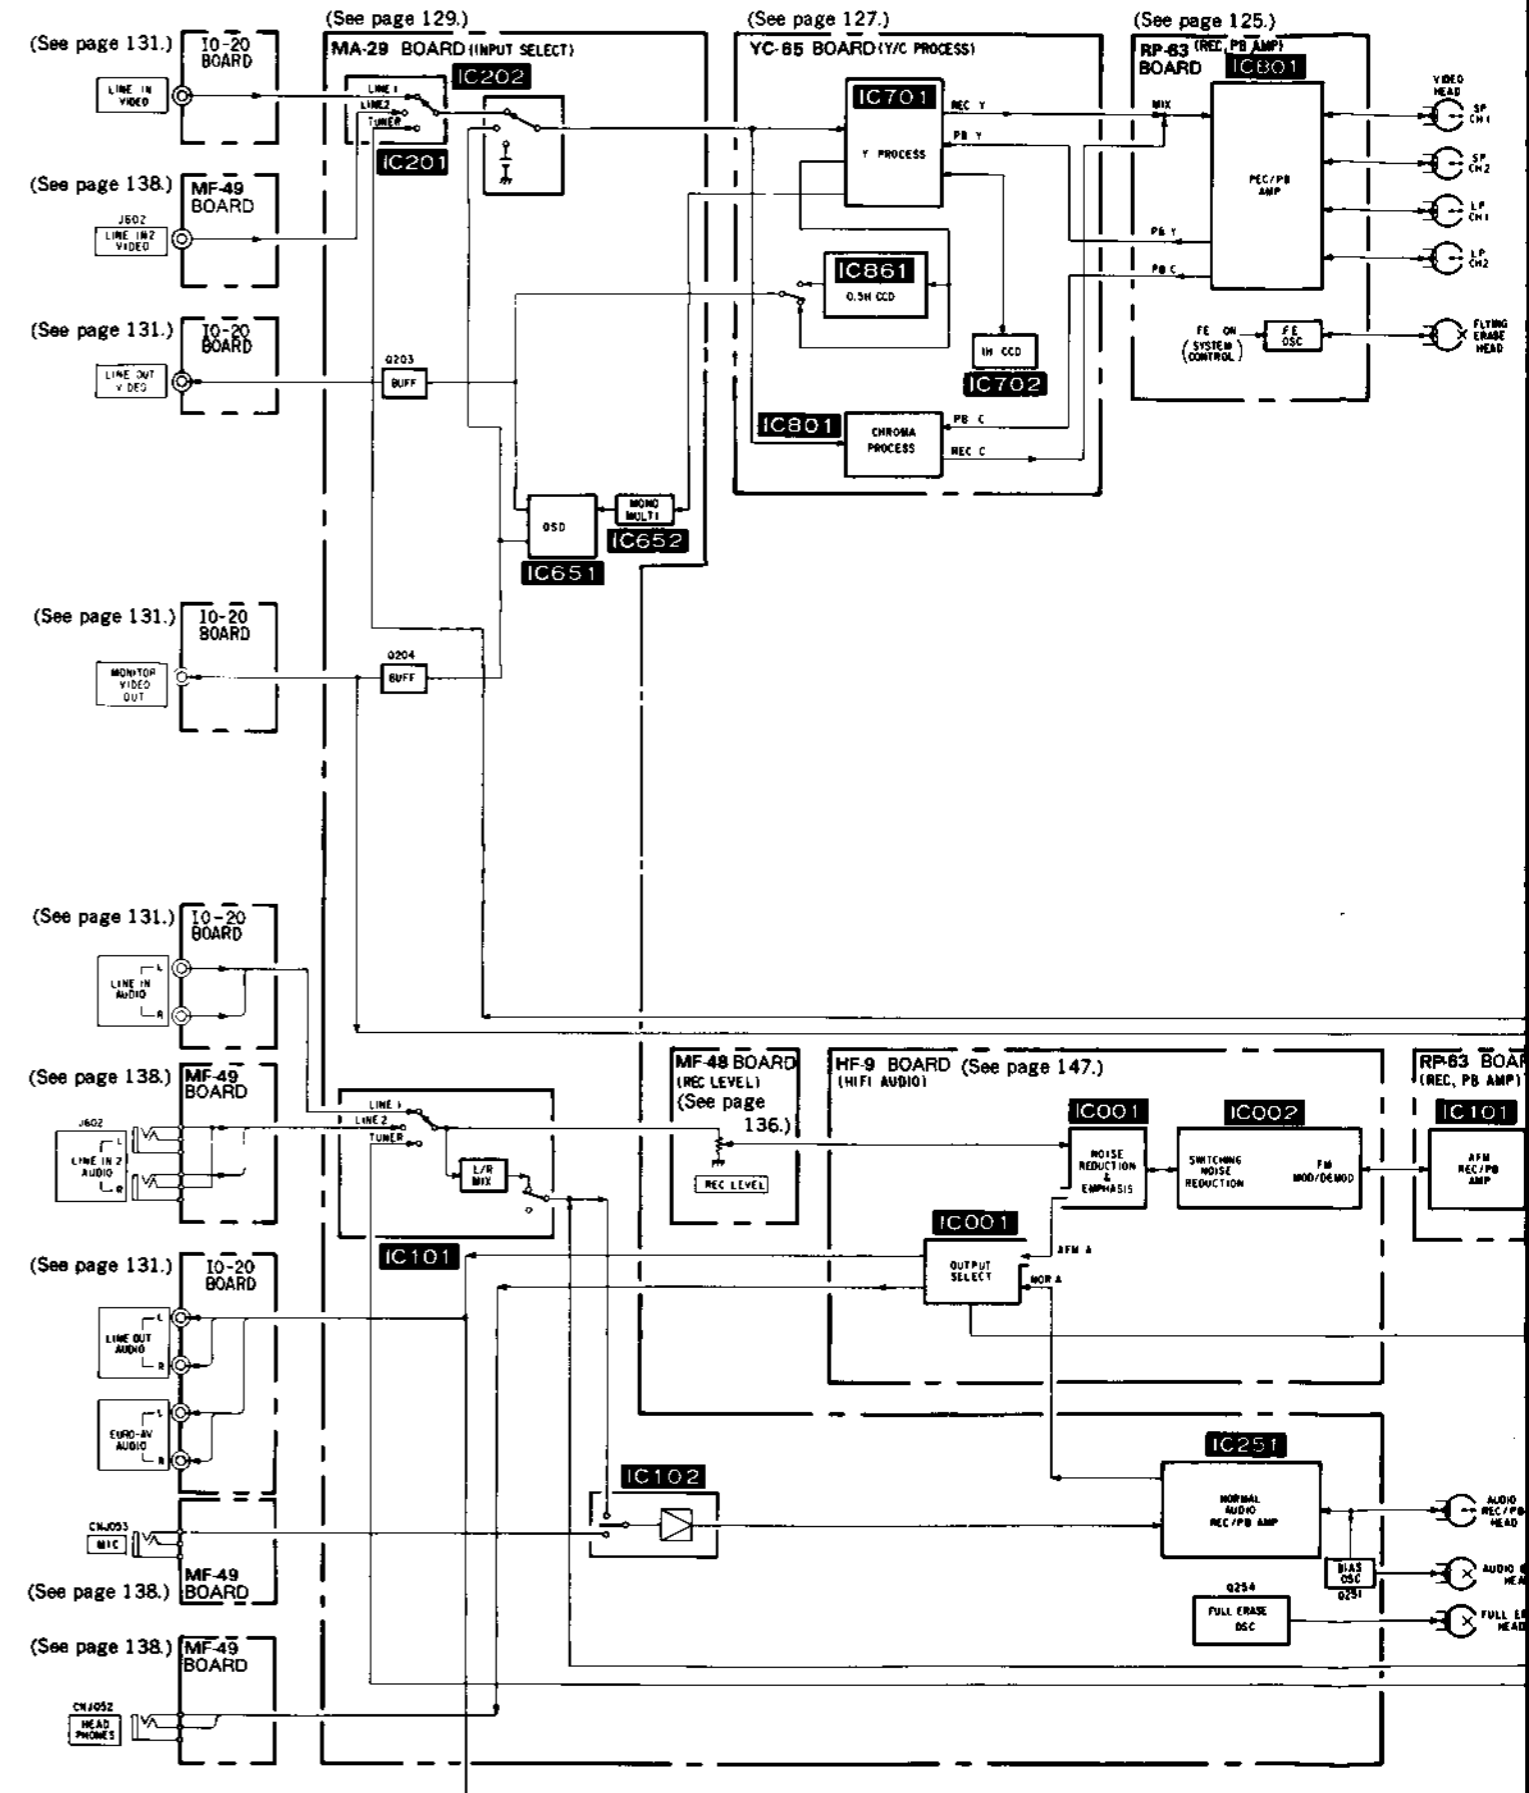 (See page 129.)
(See page 127.)
(See page 125.)
(See page 131.)
IO-20
BOARD
MA-29 BOARD (INPUT SELECT)
YC-65 BOARD (Y/C PROCESS)
RP-63 (REC, PB AMP)
BOARD
IC801
IC202
LINE IN
VIDEO
LINE 1
LINE2
TUNER
IC201
IC701
Y PROCESS
REC Y
PB Y
MIX
REC/PB
AMP
VIDEO
HEAD
SP
CH1
SP
CH2
LP
CH1
LP
CH2
PB Y
PB C
(See page 138.)
MF-49
BOARD
J602
LINE IN2
VIDEO
IC861
0.5H CCD
(See page 131.)
IO-20
BOARD
LINE OUT
VIDEO
Q203
BUFF
1H CCD
IC702
FE ON
(SYSTEM
CONTROL)
FE
OSC
FLYING
ERASE
HEAD
IC801
CHROMA
PROCESS
PB C
REC C
OSD
IC651
MONO
MULTI
IC652
(See page 131.)
IO-20
BOARD
MONITOR
VIDEO
OUT
Q204
BUFF
(See page 131.)
IO-20
BOARD
LINE IN
AUDIO
L
R
(See page 138.)
MF-49
BOARD
J602
LINE IN 2
AUDIO
L
R
LINE 1
LINE 2
TUNER
L/R
MIX
IC101
MF-48 BOARD
(REC LEVEL)
(See page
136.)
REC LEVEL
HF-9 BOARD (See page 147.)
(HIFI AUDIO)
IC001
NOISE
REDUCTION
&
EMPHASIS
IC002
SWITCHING
NOISE
REDUCTION
FM
MOD/DEMOD
RP-63 BOAR
(REC, PB AMP)
IC101
AFM
REC/PB
AMP
IC001
OUTPUT
SELECT
AFM A
NOR A
(See page 131.)
IO-20
BOARD
LINE OUT
AUDIO
L
R
EURO-AV
AUDIO
L
R
CNJ053
MIC
MF-49
BOARD
(See page 138.)
IC102
IC251
NORMAL
AUDIO
REC/PB AMP
AUDIO
REC/PB
HEAD
BIAS
OSC
Q251
AUDIO
HEA
Q254
FULL ERASE
OSC
FULL E
HEAD
(See page 138.)
MF-49
BOARD
CNJ052
HEAD
PHONES